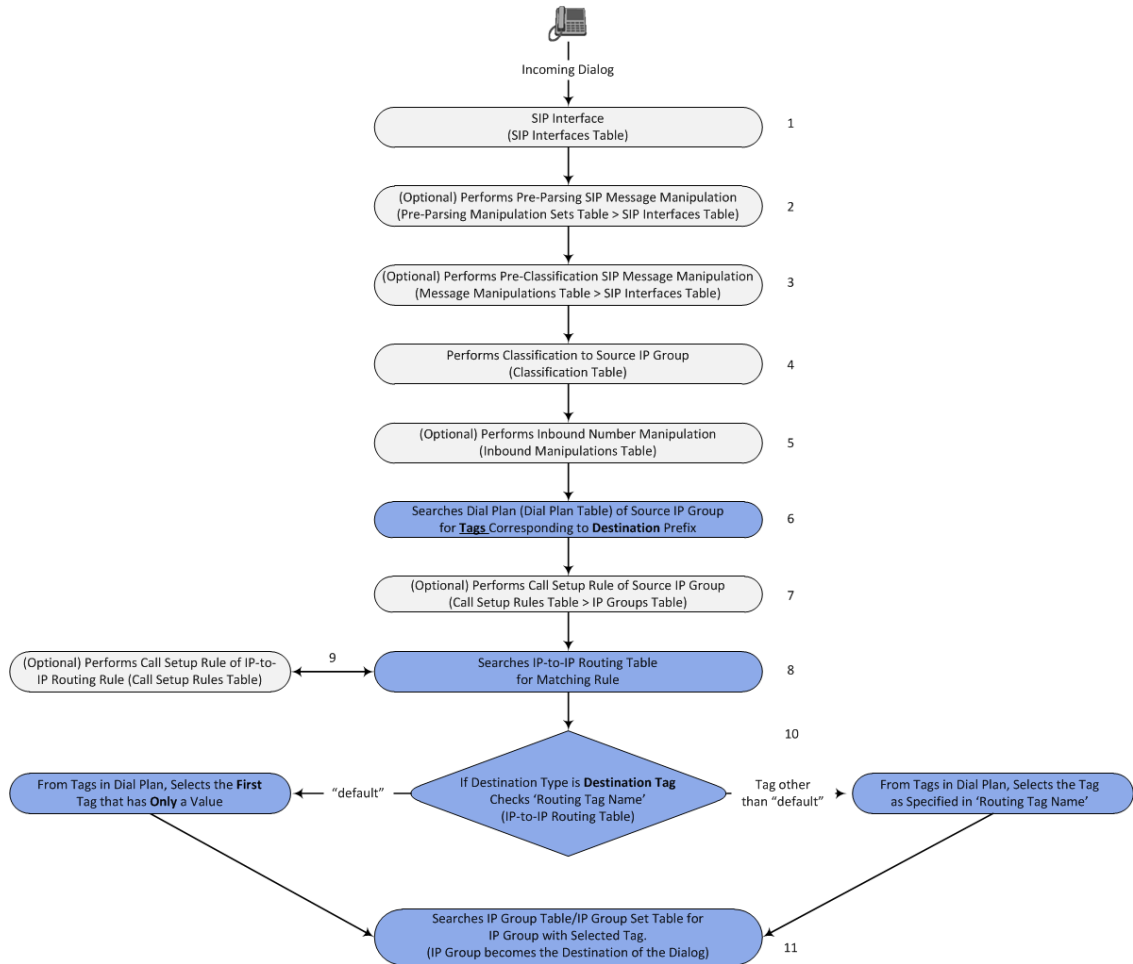 Incoming Dialog
SIP Interface
(SIP Interfaces Table)
1
(Optional) Performs Pre-Parsing SIP Message Manipulation
(Pre-Parsing Manipulation Sets Table > SIP Interfaces Table)
2
(Optional) Performs Pre-Classification SIP Message Manipulation
(Message Manipulations Table > SIP Interfaces Table)
3
Performs Classification to Source IP Group
(Classification Table)
4
(Optional) Performs Inbound Number Manipulation
(Inbound Manipulations Table)
5
Searches Dial Plan (Dial Plan Table) of Source IP Group
for Tags Corresponding to Destination Prefix
6
(Optional) Performs Call Setup Rule of Source IP Group
(Call Setup Rules Table > IP Groups Table)
7
(Optional) Performs Call Setup Rule of IP-to-
IP Routing Rule (Call Setup Rules Table)
9
Searches IP-to-IP Routing Table
for Matching Rule
8
10
From Tags in Dial Plan, Selects the First
Tag that has Only a Value
“default”
If Destination Type is Destination Tag
Checks ‘Routing Tag Name’
(IP-to-IP Routing Table)
Tag other
than “default”
From Tags in Dial Plan, Selects the Tag
as Specified in ‘Routing Tag Name’
Searches IP Group Table/IP Group Set Table for
IP Group with Selected Tag.
(IP Group becomes the Destination of the Dialog)
11